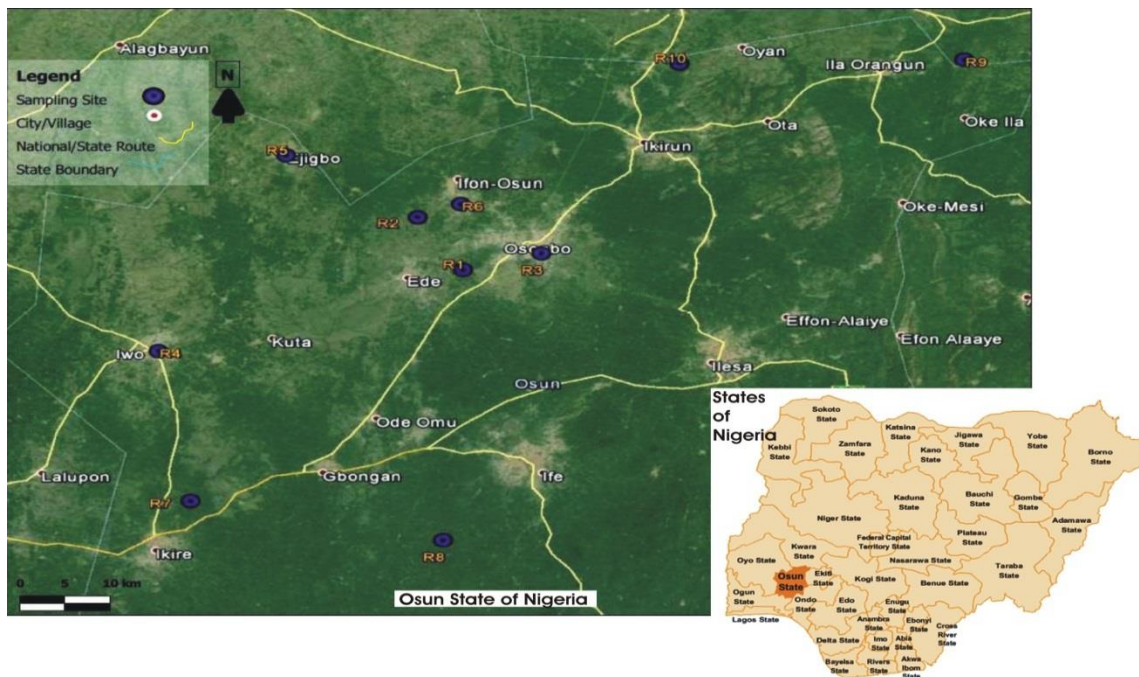 Alagbayun
Legend
N
Sampling Site
City/Village
National/State Route
State Boundary
R10
Oyan
Ila Orangun
R9
Oke Ila
Ota
Ikirun
R5
Ejigbo
Ifon-Osun
R6
R2
Oke-Mesi
Osogbo
R1
R3
Ede
Effon-Alaiye
Efon Alaaye
Kuta
Iwo
R4
Ilesa
Osun
Ode Omu
Lalupon
Gbongan
Ife
R7
Ikire
R8
0 5 10 km
Osun State of Nigeria
States
of
Nigeria
Sokoto
State
Kebbi
State
Zamfara
State
Katsina
State
Kano
State
Jigawa
State
Yobe
State
Borno
State
Kaduna
State
Bauchi
State
Gombe
State
Adamawa
State
Niger State
Federal Capital
Territory State
Plateau
State
Taraba
State
Kwara
State
Nasarawa State
Oyo State
Osun
State
Ekiti
State
Kogi State
Benue State
Ogun
State
Lagos State
Ondo
State
Edo
State
Enugu
State
Anambra
State
Ebonyi
State
Cross
River
State
Delta State
Imo
State
Abia
State
Bayelsa
State
Rivers
State
Akwa
Ibom
State